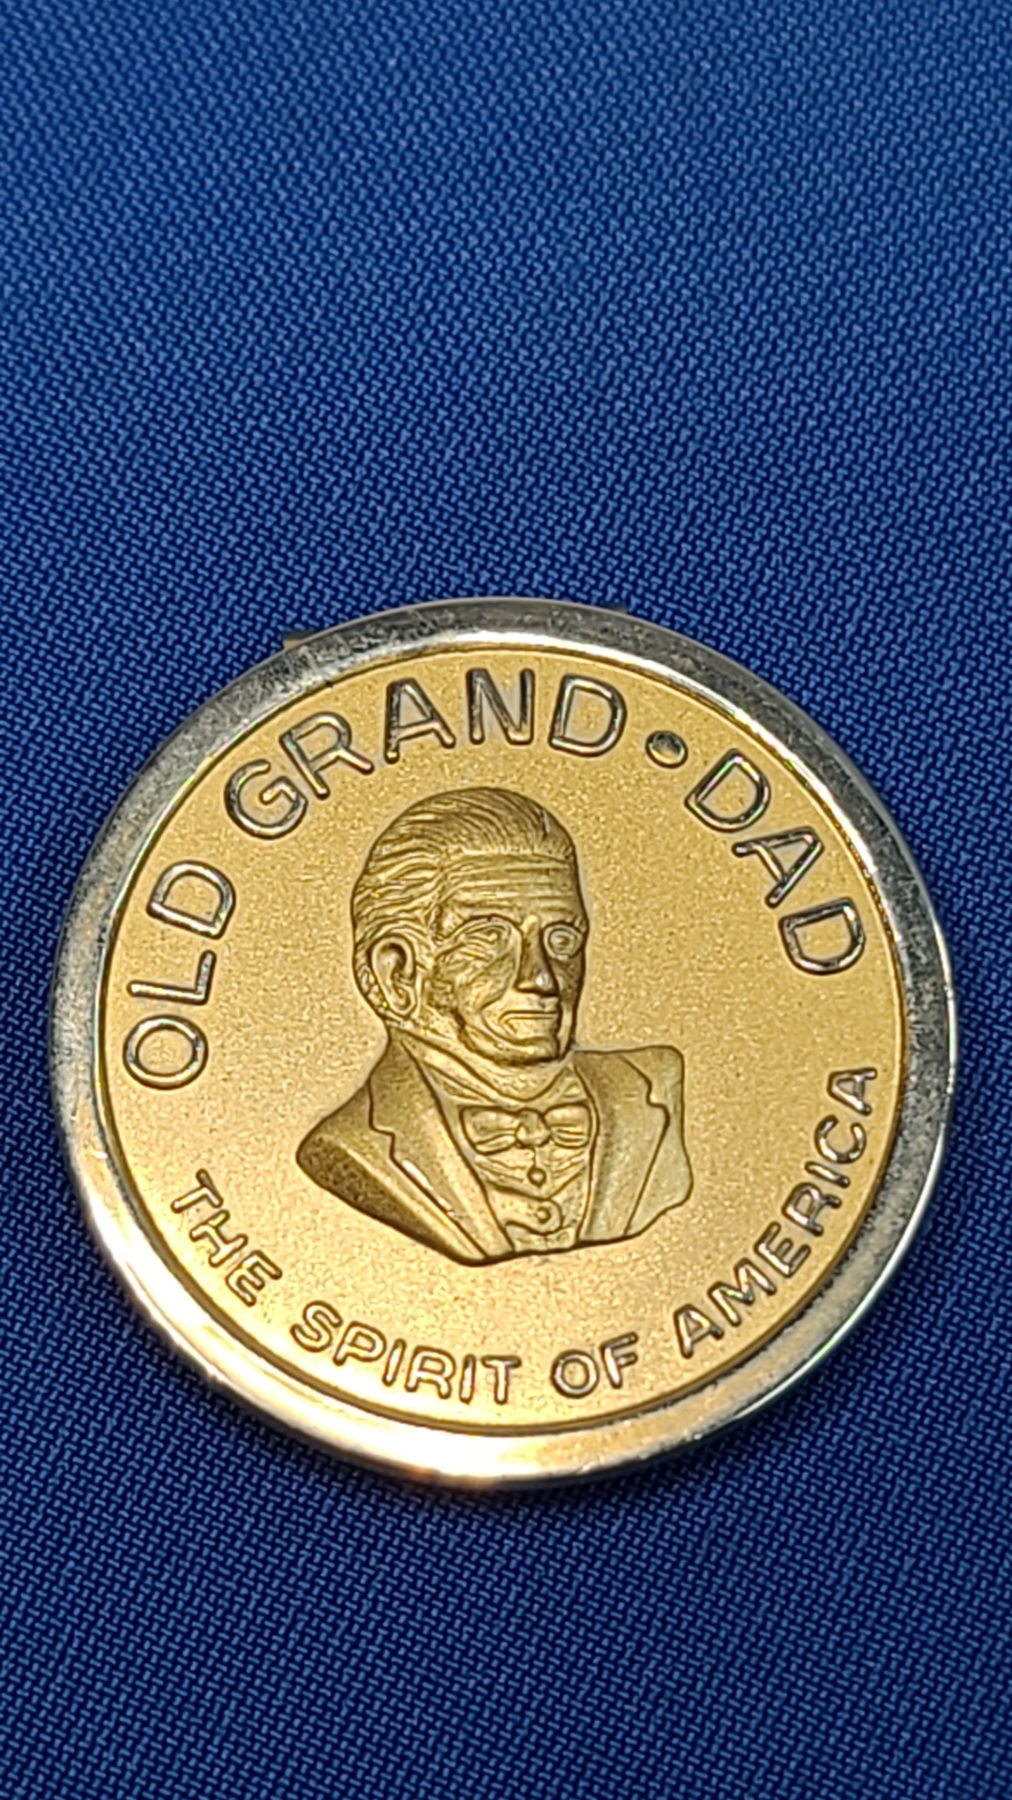 OLD GRAND • DAD
THE SPIRIT OF AMERICA